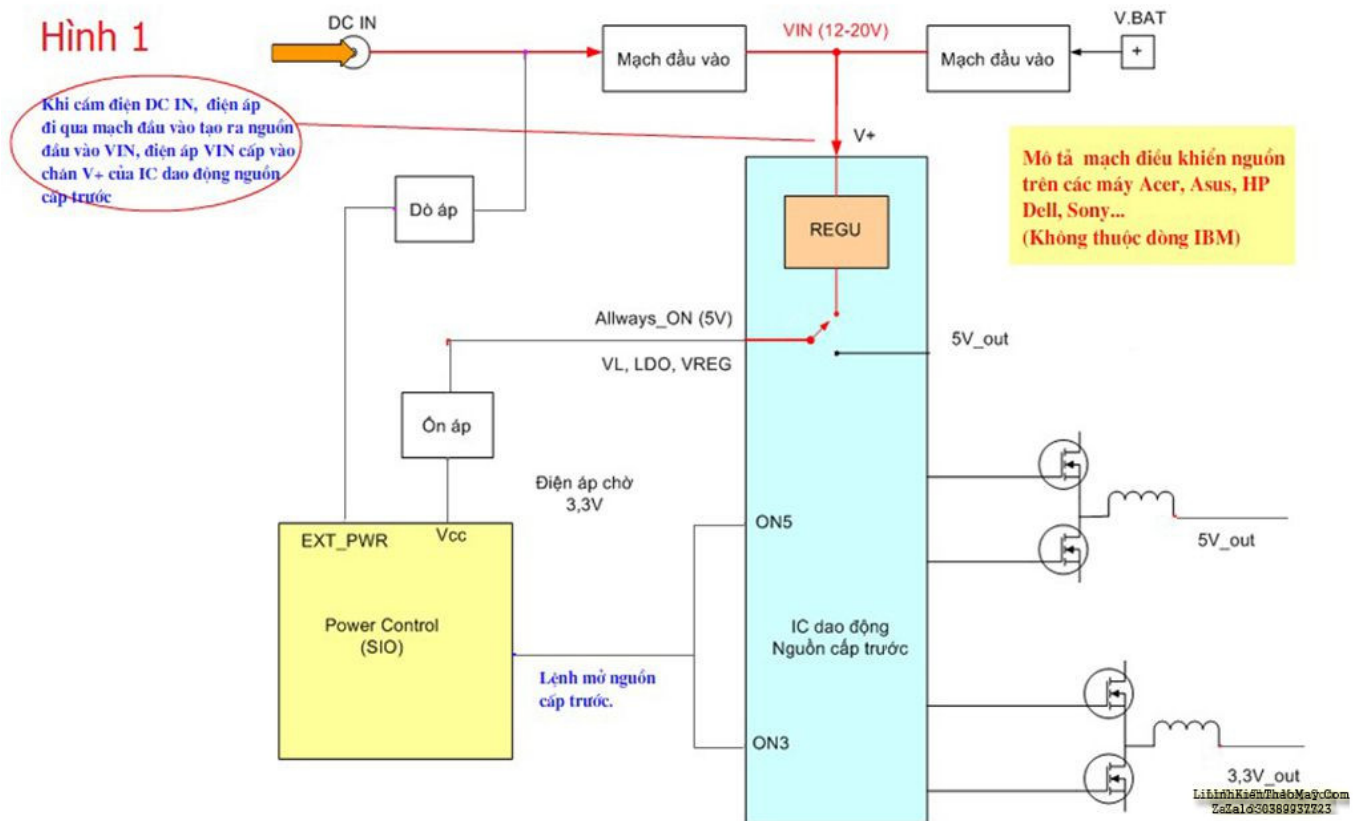 Hình 1
DC IN
VIN (12-20V)
V.BAT
Mạch đầu vào
Mạch đầu vào
+
Khi cắm điện DC IN, điện áp
đi qua mạch đầu vào tạo ra nguồn
đầu vào VIN, điện áp VIN cấp vào
chân V+ của IC dao động nguồn
cấp trước
V+
Mô tả mạch điều khiển nguồn
trên các máy Acer, Asus, HP
Dell, Sony...
(Không thuộc dòng IBM)
Dò áp
REGU
Allways_ON (5V)
5V_out
VL, LDO, VREG
Ổn áp
Điện áp chờ
3,3V
EXT_PWR
Vcc
ON5
5V_out
Power Control
(SIO)
IC dao động
Nguồn cấp trước
Lệnh mở nguồn
cấp trước.
ON3
3,3V_out